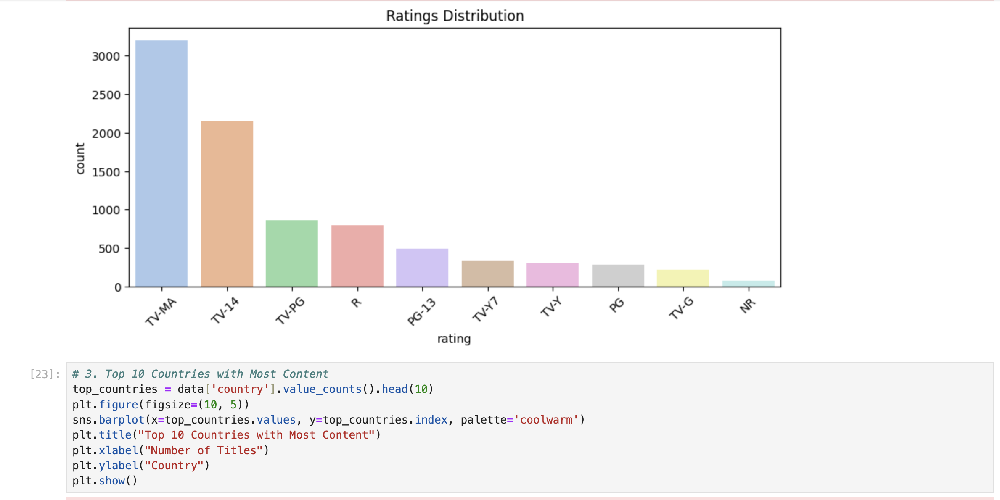 Ratings Distribution
3000
2500
2000
1500
1000
500
0
count
TV-MA
TV-14
TV-PG
R
PG-13
TV-Y7
TV-Y
PG
TV-G
NR
rating
[23]:
# 3. Top 10 Countries with Most Content
top_countries = data['country'].value_counts().head(10)
plt.figure(figsize=(10, 5))
sns.barplot(x=top_countries.values, y=top_countries.index, palette='coolwarm')
plt.title("Top 10 Countries with Most Content")
plt.xlabel("Number of Titles")
plt.ylabel("Country")
plt.show()